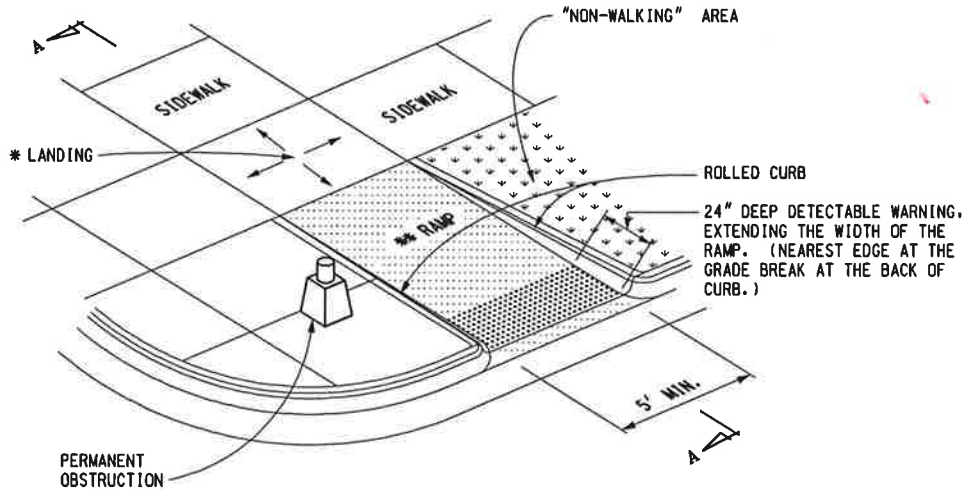 "NON-WALKING" AREA
A
SIDEWALK
SIDEWALK
* LANDING
ROLLED CURB
** RAMP
24" DEEP DETECTABLE WARNING,
EXTENDING THE WIDTH OF THE
RAMP. (NEAREST EDGE AT THE
GRADE BREAK AT THE BACK OF
CURB.)
5' MIN.
A
PERMANENT
OBSTRUCTION